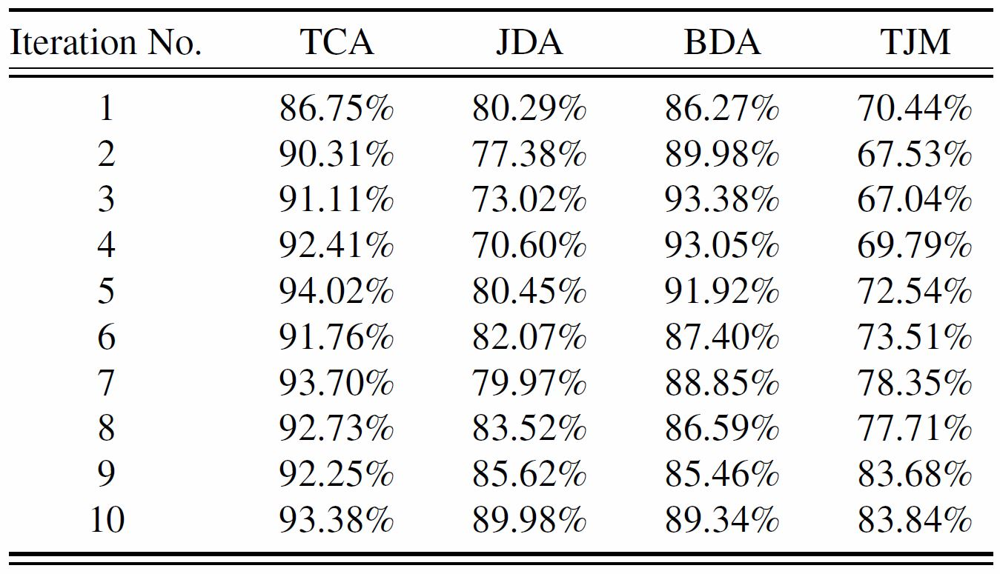 Iteration No. TCA JDA BDA TJM
1 86.75% 80.29% 86.27% 70.44%
2 90.31% 77.38% 89.98% 67.53%
3 91.11% 73.02% 93.38% 67.04%
4 92.41% 70.60% 93.05% 69.79%
5 94.02% 80.45% 91.92% 72.54%
6 91.76% 82.07% 87.40% 73.51%
7 93.70% 79.97% 88.85% 78.35%
8 92.73% 83.52% 86.59% 77.71%
9 92.25% 85.62% 85.46% 83.68%
10 93.38% 89.98% 89.34% 83.84%